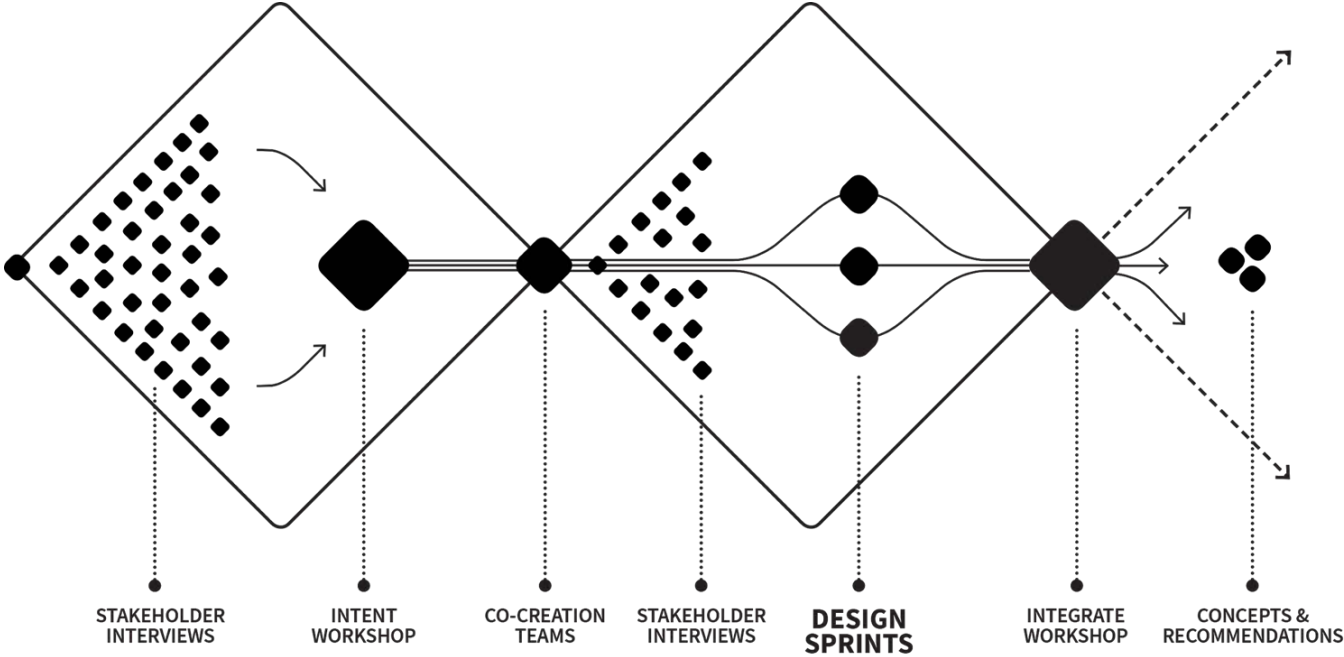 STAKEHOLDER
INTERVIEWS
INTENT
WORKSHOP
CO-CREATION
TEAMS
STAKEHOLDER
INTERVIEWS
DESIGN
SPRINTS
INTEGRATE
WORKSHOP
CONCEPTS &
RECOMMENDATIONS